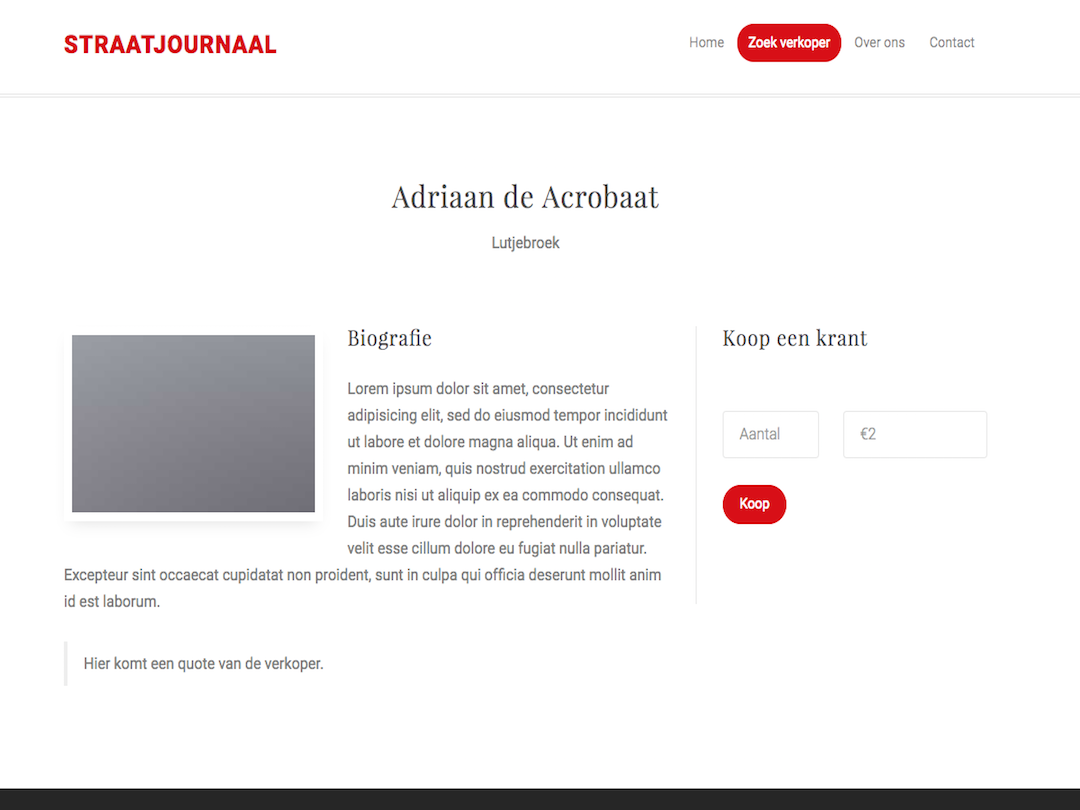 STRAATJOURNAAL
Home Zoek verkoper Over ons Contact
Adriaan de Acrobaat
Lutjebroek
Biografie
Lorem ipsum dolor sit amet, consectetur
adipisicing elit, sed do eiusmod tempor incididunt
ut labore et dolore magna aliqua. Ut enim ad
minim veniam, quis nostrud exercitation ullamco
laboris nisi ut aliquip ex ea commodo consequat.
Duis aute irure dolor in reprehenderit in voluptate
velit esse cillum dolore eu fugiat nulla pariatur.
Excepteur sint occaecat cupidatat non proident, sunt in culpa qui officia deserunt mollit anim
id est laborum.
Hier komt een quote van de verkoper.
Koop een krant
Aantal €2
Koop